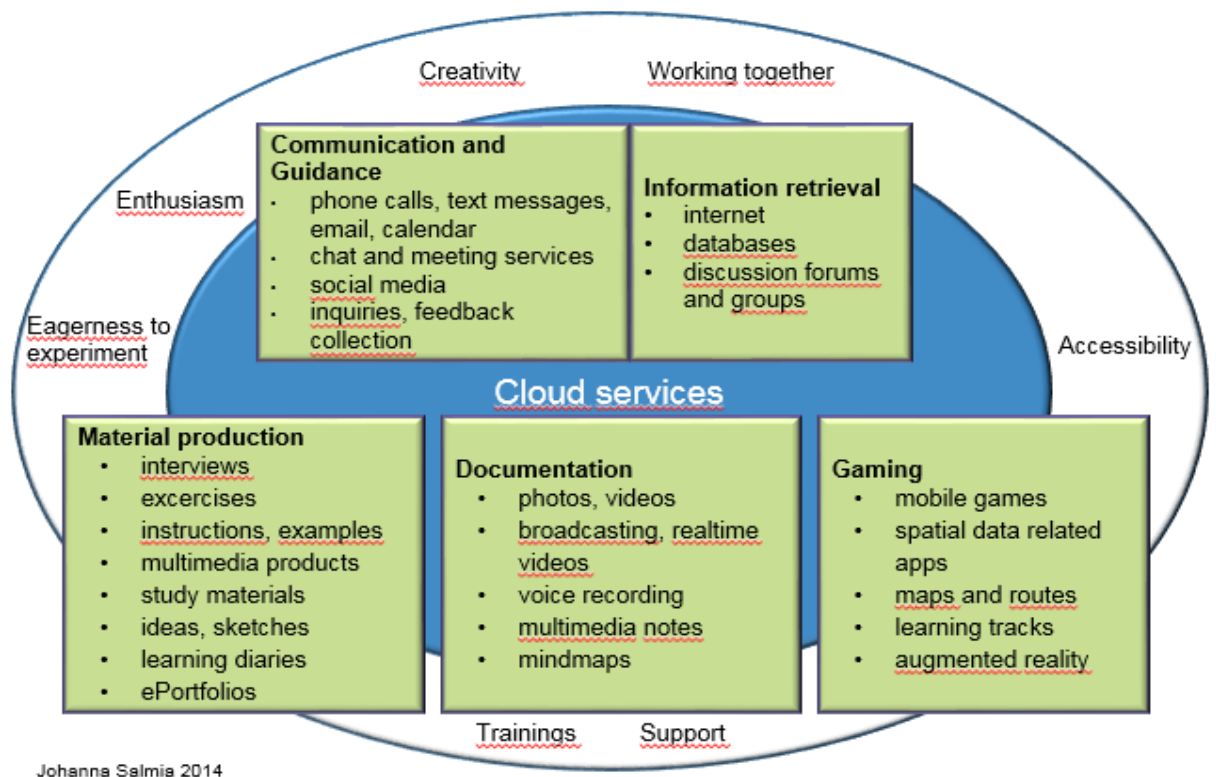 Creativity
Working together
Enthusiasm
Eagerness to
experiment
Accessibility
Communication and
Guidance
· phone calls, text messages,
email, calendar
· chat and meeting services
· social media
· inquiries, feedback
collection
Information retrieval
• internet
• databases
• discussion forums
and groups
Cloud services
Material production
• interviews
• excercises
• instructions, examples
• multimedia products
• study materials
• ideas, sketches
• learning diaries
• ePortfolios
Documentation
• photos, videos
• broadcasting, realtime
videos
• voice recording
• multimedia notes
• mindmaps
Gaming
• mobile games
• spatial data related
apps
• maps and routes
• learning tracks
• augmented reality
Trainings
Support
Johanna Salmia 2014